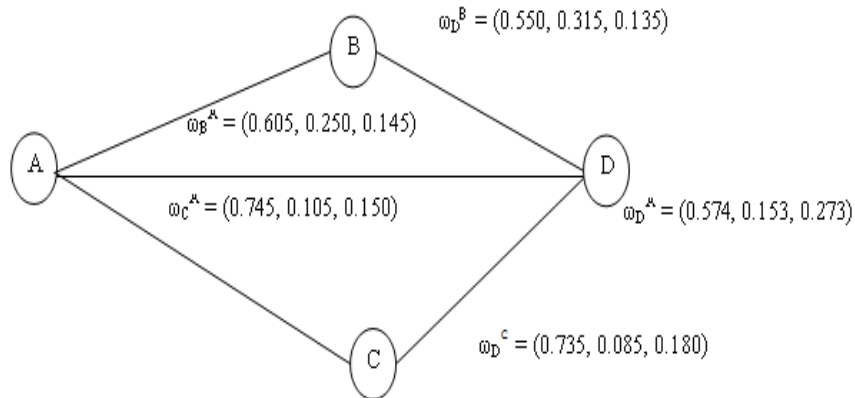 ω_D^B = (0.550, 0.315, 0.135)
B
ω_B^A = (0.605, 0.250, 0.145)
A
D
ω_C^A = (0.745, 0.105, 0.150)
ω_D^A = (0.574, 0.153, 0.273)
ω_D^c = (0.735, 0.085, 0.180)
C